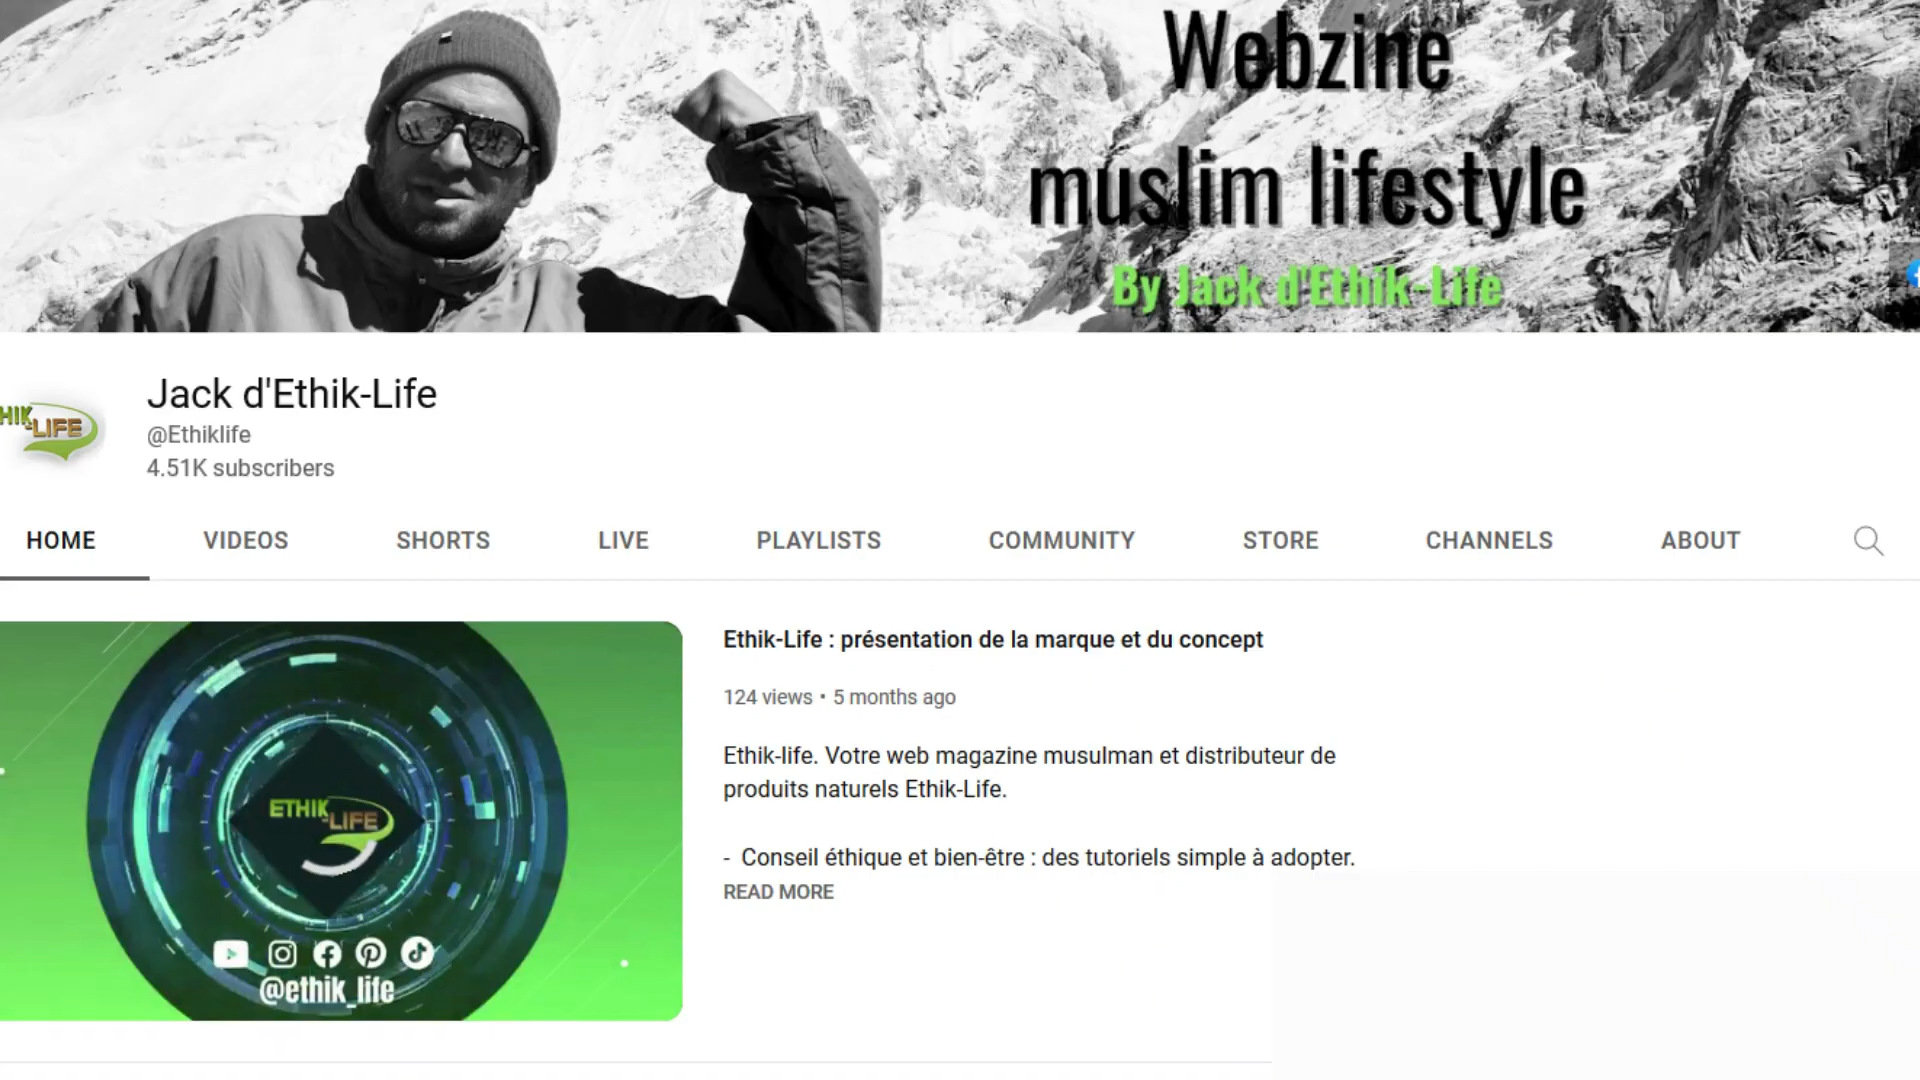 Webzine
muslim lifestyle
By Jack d'Ethik-Life
HIK
-LIFE
Jack d'Ethik-Life
@Ethiklife
4.51K subscribers
HOME VIDEOS SHORTS LIVE PLAYLISTS COMMUNITY STORE CHANNELS ABOUT
Ethik-Life : présentation de la marque et du concept
124 views • 5 months ago
Ethik-life. Votre web magazine musulman et distributeur de
produits naturels Ethik-Life.
- Conseil éthique et bien-être : des tutoriels simple à adopter.
READ MORE
ETHIK
-LIFE
@ethik_life